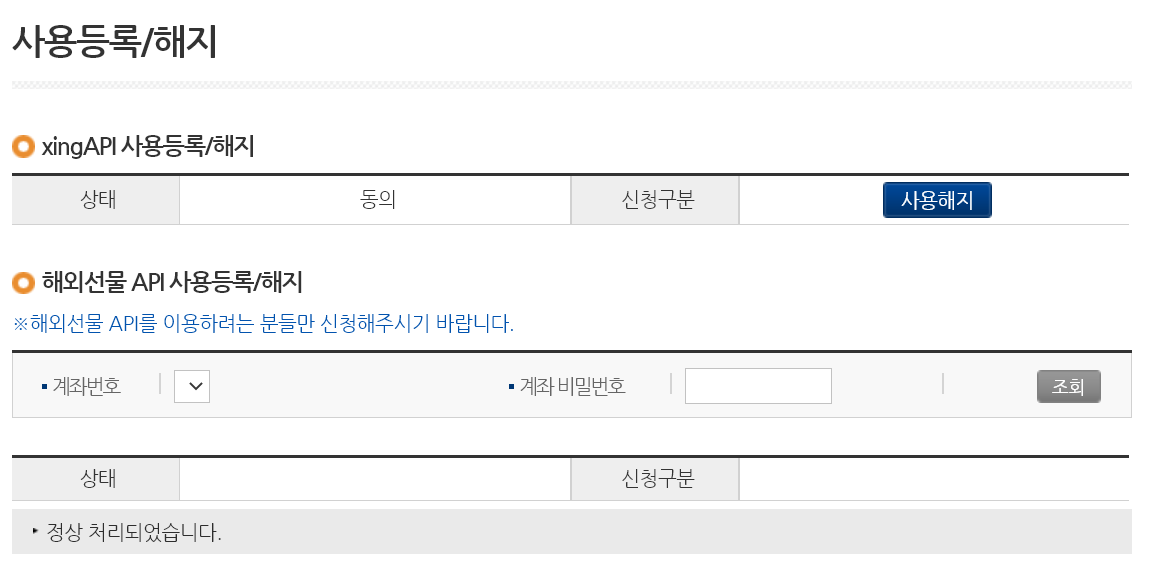 사용등록/해지
xingAPI 사용등록/해지
상태 동의 신청구분 사용해지
해외선물 API 사용등록/해지
※해외선물 API를 이용하려는 분들만 신청해주시기 바랍니다.
계좌번호 계좌 비밀번호 조회
상태 신청구분
정상 처리되었습니다.